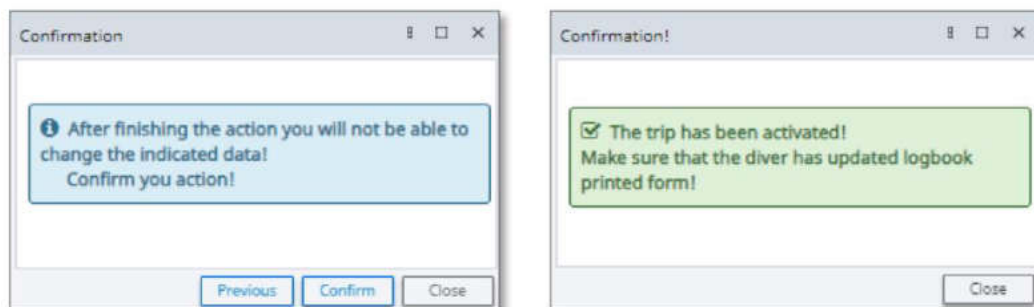 Confirmation
After finishing the action you will not be able to
change the indicated data!
Confirm you action!
Previous
Confirm
Close
Confirmation!
The trip has been activated!
Make sure that the diver has updated logbook
printed form!
Close